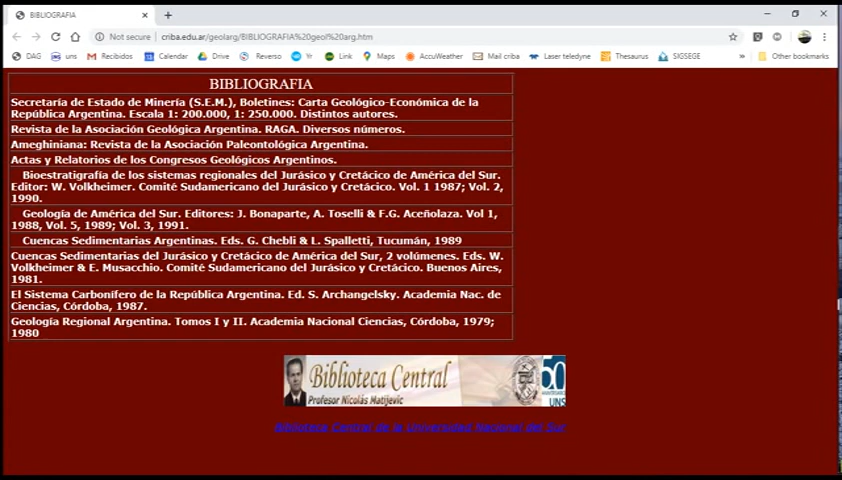 BIBLIOGRAFIA
Not secure
criba.edu.ar/geolarg/BIBLIOGRAFIA%20geol%20arg.htm
DAG
uns
Recibidos
Calendar
Drive
Reverso
Yr
Link
Maps
AccuWeather
Mail criba
Laser teledyne
Thesaurus
SIGSEGE
Other bookmarks
BIBLIOGRAFIA
Secretaría de Estado de Minería (S.E.M.), Boletines: Carta Geológico-Económica de la
República Argentina. Escala 1: 200.000, 1: 250.000. Distintos autores.
Revista de la Asociación Geológica Argentina. RAGA. Diversos números.
Ameghiniana: Revista de la Asociación Paleontológica Argentina.
Actas y Relatorios de los Congresos Geológicos Argentinos.
Bioestratigrafía de los sistemas regionales del Jurásico y Cretácico de América del Sur.
Editor: W. Volkheimer. Comité Sudamericano del Jurásico y Cretácico. Vol. 1 1987; Vol. 2,
1990.
Geología de América del Sur. Editores: J. Bonaparte, A. Toselli & F.G. Aceñolaza. Vol 1,
1988, Vol. 5, 1989; Vol. 3, 1991.
Cuencas Sedimentarias Argentinas. Eds. G. Chebli & L. Spalletti, Tucumán, 1989
Cuencas Sedimentarias del Jurásico y Cretácico de América del Sur, 2 volúmenes. Eds. W.
Volkheimer & E. Musacchio. Comité Sudamericano del Jurásico y Cretácico. Buenos Aires,
1981.
El Sistema Carbonífero de la República Argentina. Ed. S. Archangelsky. Academia Nac. de
Ciencias, Córdoba, 1987.
Geología Regional Argentina. Tomos I y II. Academia Nacional Ciencias, Córdoba, 1979;
1980
Biblioteca Central
Profesor Nicolás Matijevic
50
ANIVERSARIO
UNS
Biblioteca Central de la Universidad Nacional del Sur